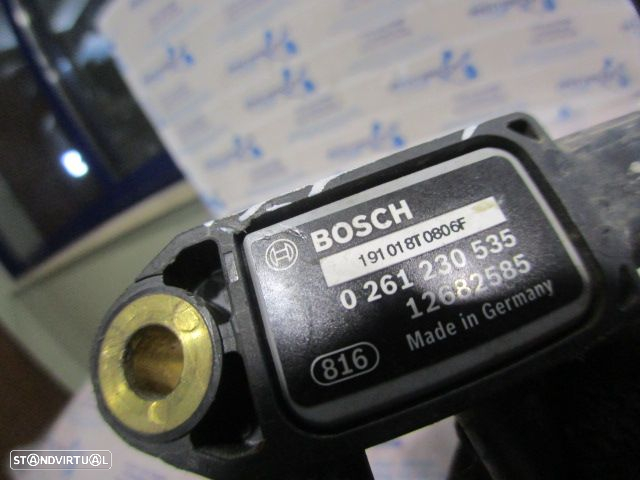 BOSCH
191018T0806F
0 261 230 535
12682585
Made in Germany
816
STANDVIRTUAL